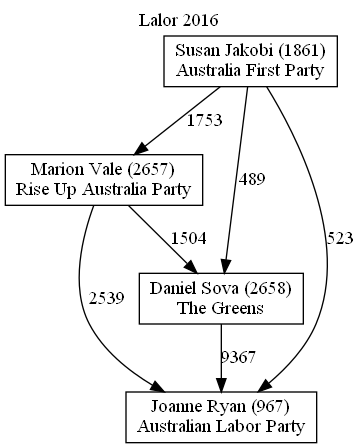 Lalor 2016
Susan Jakobi (1861)
Australia First Party
1753
Marion Vale (2657)
Rise Up Australia Party
489
1504
523
2539
Daniel Sova (2658)
The Greens
9367
Joanne Ryan (967)
Australian Labor Party